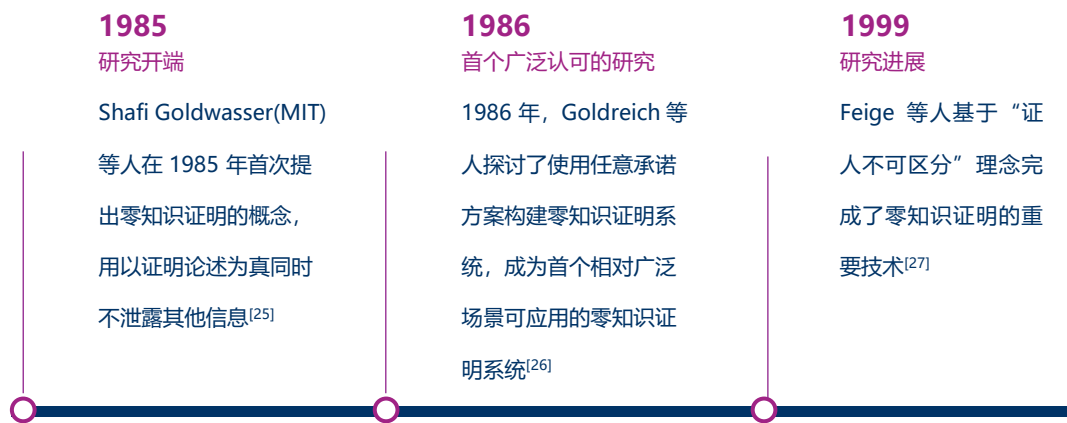 1985
研究开端
Shafi Goldwasser(MIT)
等人在 1985 年首次提
出零知识证明的概念，
用以证明论述为真同时
不泄露其他信息[25]
1986
首个广泛认可的研究
1986 年，Goldreich 等
人探讨了使用任意承诺
方案构建零知识证明系
统，成为首个相对广泛
场景可应用的零知识证
明系统[26]
1999
研究进展
Feige 等人基于“证
人不可区分”理念完
成了零知识证明的重
要技术[27]